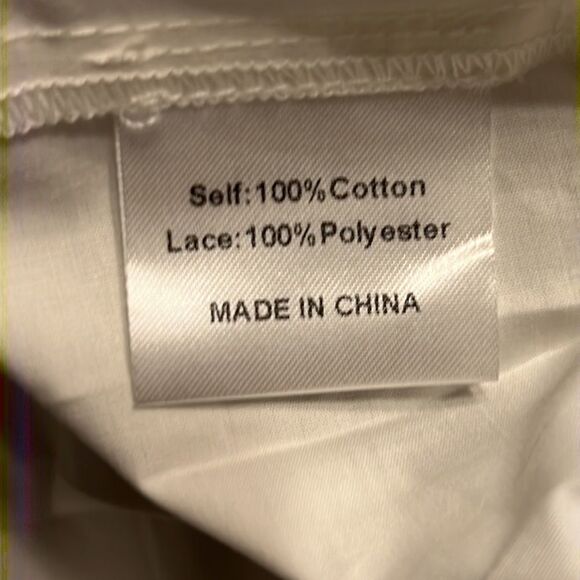 Self:100%Cotton
Lace:100%Polyester
MADE IN CHINA